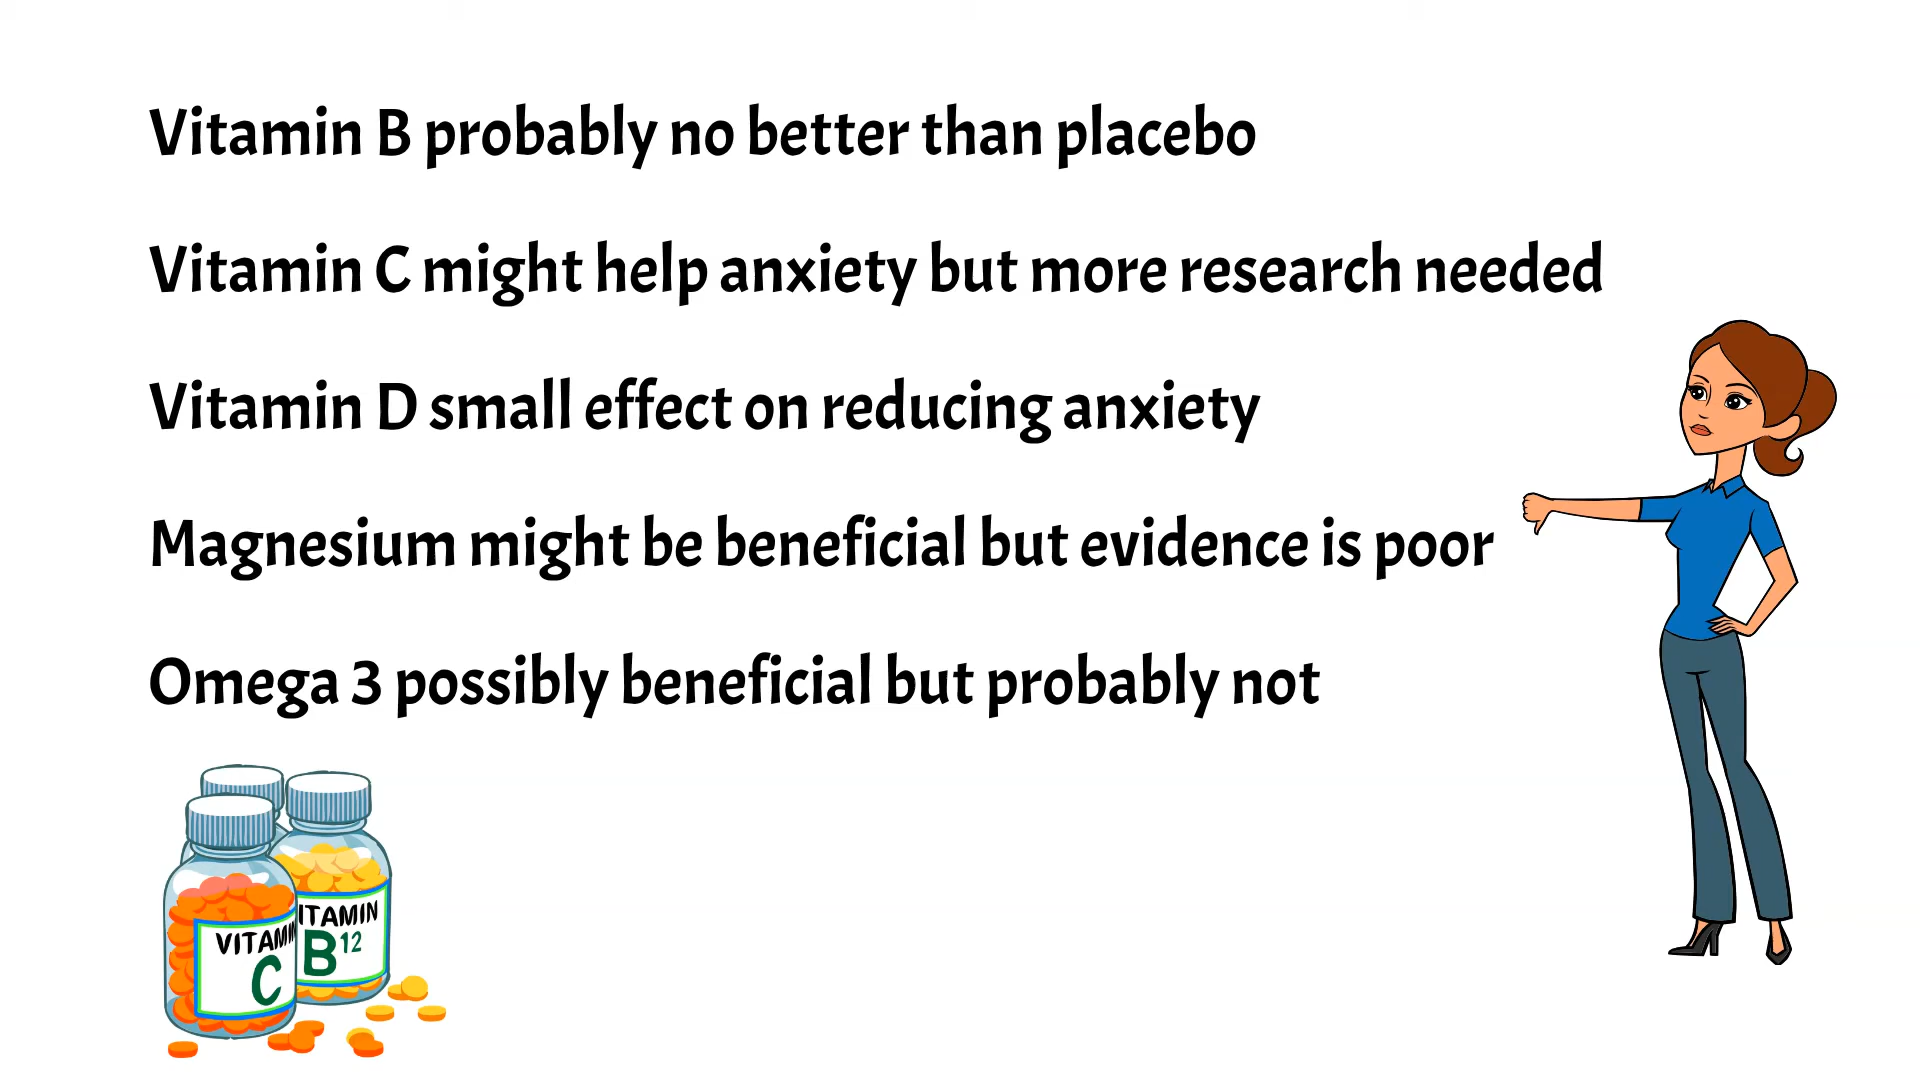 Vitamin B probably no better than placebo
Vitamin C might help anxiety but more research needed
Vitamin D small effect on reducing anxiety
Magnesium might be beneficial but evidence is poor
Omega 3 possibly beneficial but probably not
VITAMIN
C
ITAMIN
B12